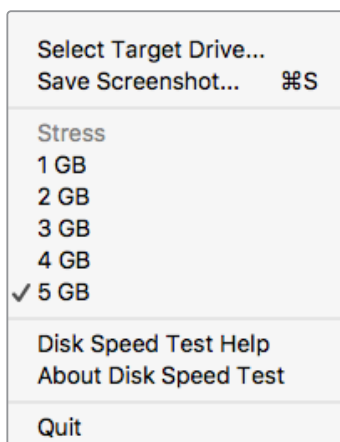 Select Target Drive...
Save Screenshot... ⌘S
Stress
1 GB
2 GB
3 GB
4 GB
✓ 5 GB
Disk Speed Test Help
About Disk Speed Test
Quit